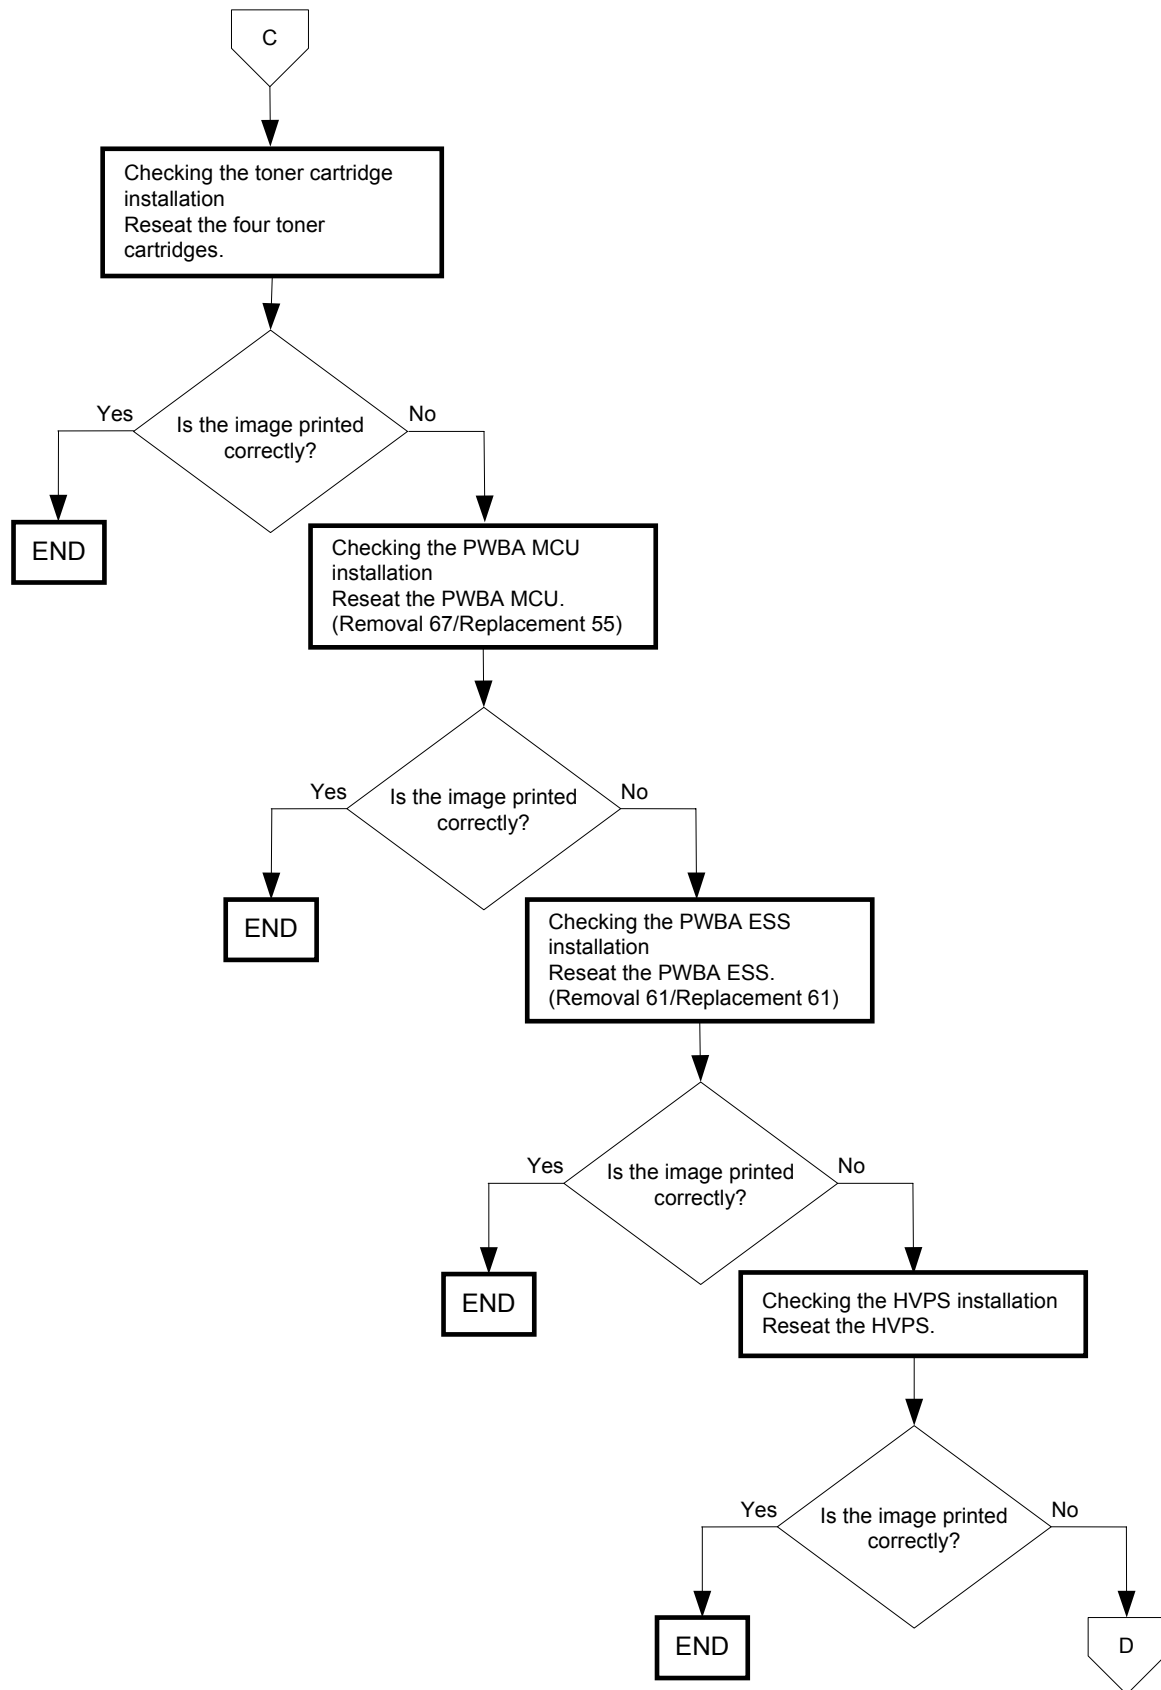 C
Checking the toner cartridge
installation
Reseat the four toner
cartridges.
Yes
No
Is the image printed
correctly?
END
Checking the PWBA MCU
installation
Reseat the PWBA MCU.
(Removal 67/Replacement 55)
Yes
No
Is the image printed
correctly?
END
Checking the PWBA ESS
installation
Reseat the PWBA ESS.
(Removal 61/Replacement 61)
Yes
No
Is the image printed
correctly?
END
Checking the HVPS installation
Reseat the HVPS.
Yes
No
Is the image printed
correctly?
END
D